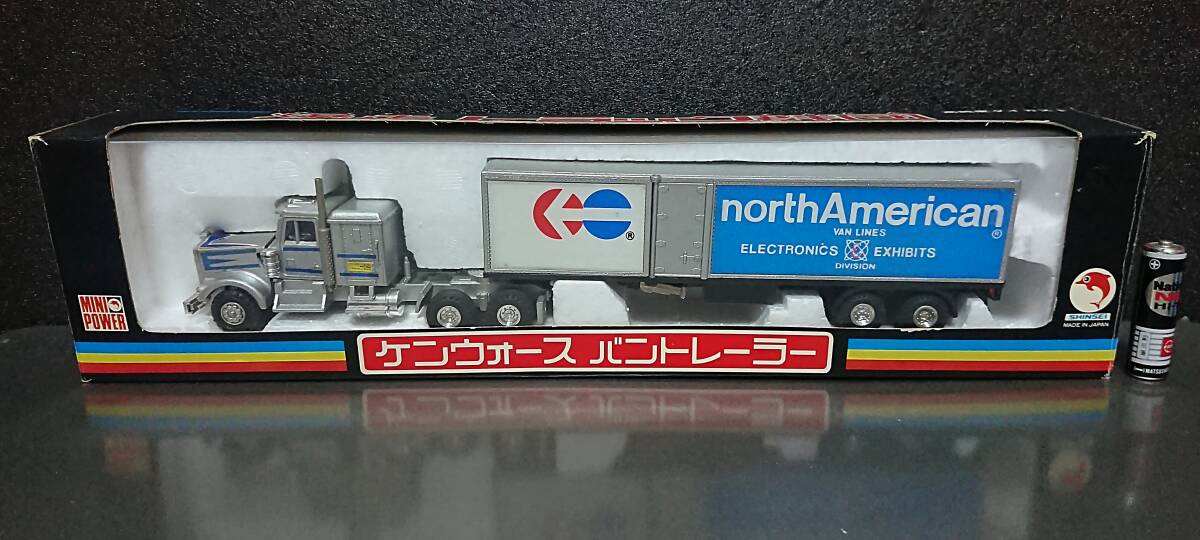 northAmerican
®
VAN LINES
ELECTRONICS EXHIBITS
DIVISION
®
MINI
POWER
ケンウォース バントレーラー
SHINSEI
MADE IN JAPAN